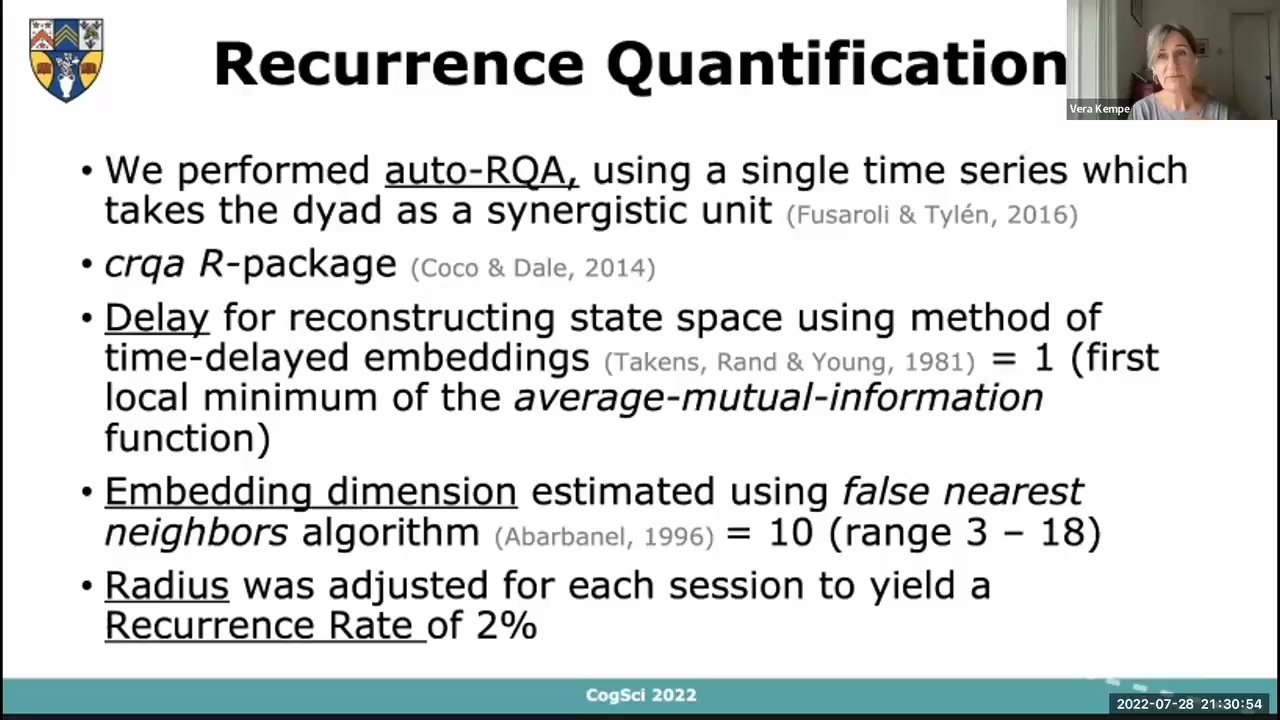 Recurrence Quantification
Vera Kempe
• We performed auto-RQA, using a single time series which
takes the dyad as a synergistic unit (Fusaroli & Tylén, 2016)
• crqa R-package (Coco & Dale, 2014)
• Delay for reconstructing state space using method of
time-delayed embeddings (Takens, Rand & Young, 1981) = 1 (first
local minimum of the average-mutual-information
function)
• Embedding dimension estimated using false nearest
neighbors algorithm (Abarbanel, 1996) = 10 (range 3 – 18)
• Radius was adjusted for each session to yield a
Recurrence Rate of 2%
CogSci 2022
2022-07-28 21:30:54